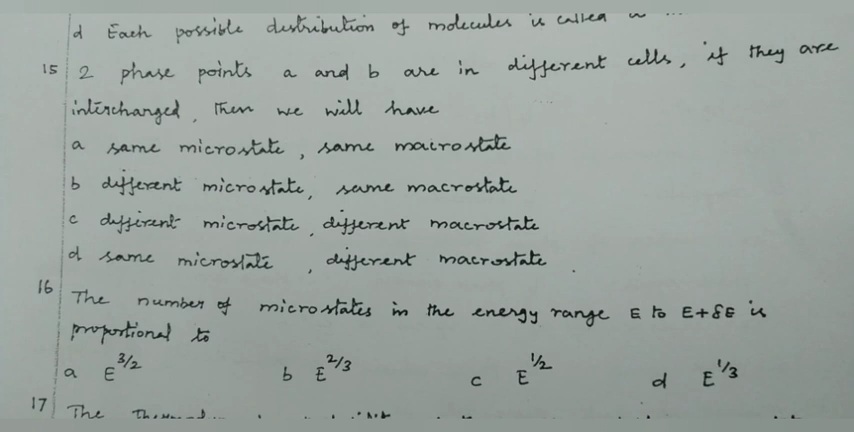 d Each possible distribution of molecules is called a
15 2 phase points a and b are in different cells, if they are
interchanged, then we will have
a same microstate, same macrostate
b different microstate, same macrostate
c different microstate, different macrostate
d same microstate, different macrostate.
16 The number of microstates in the energy range E to E+δE is
proportional to
a E^3/2 b E^2/3 c E^1/2 d E^1/3
17 The